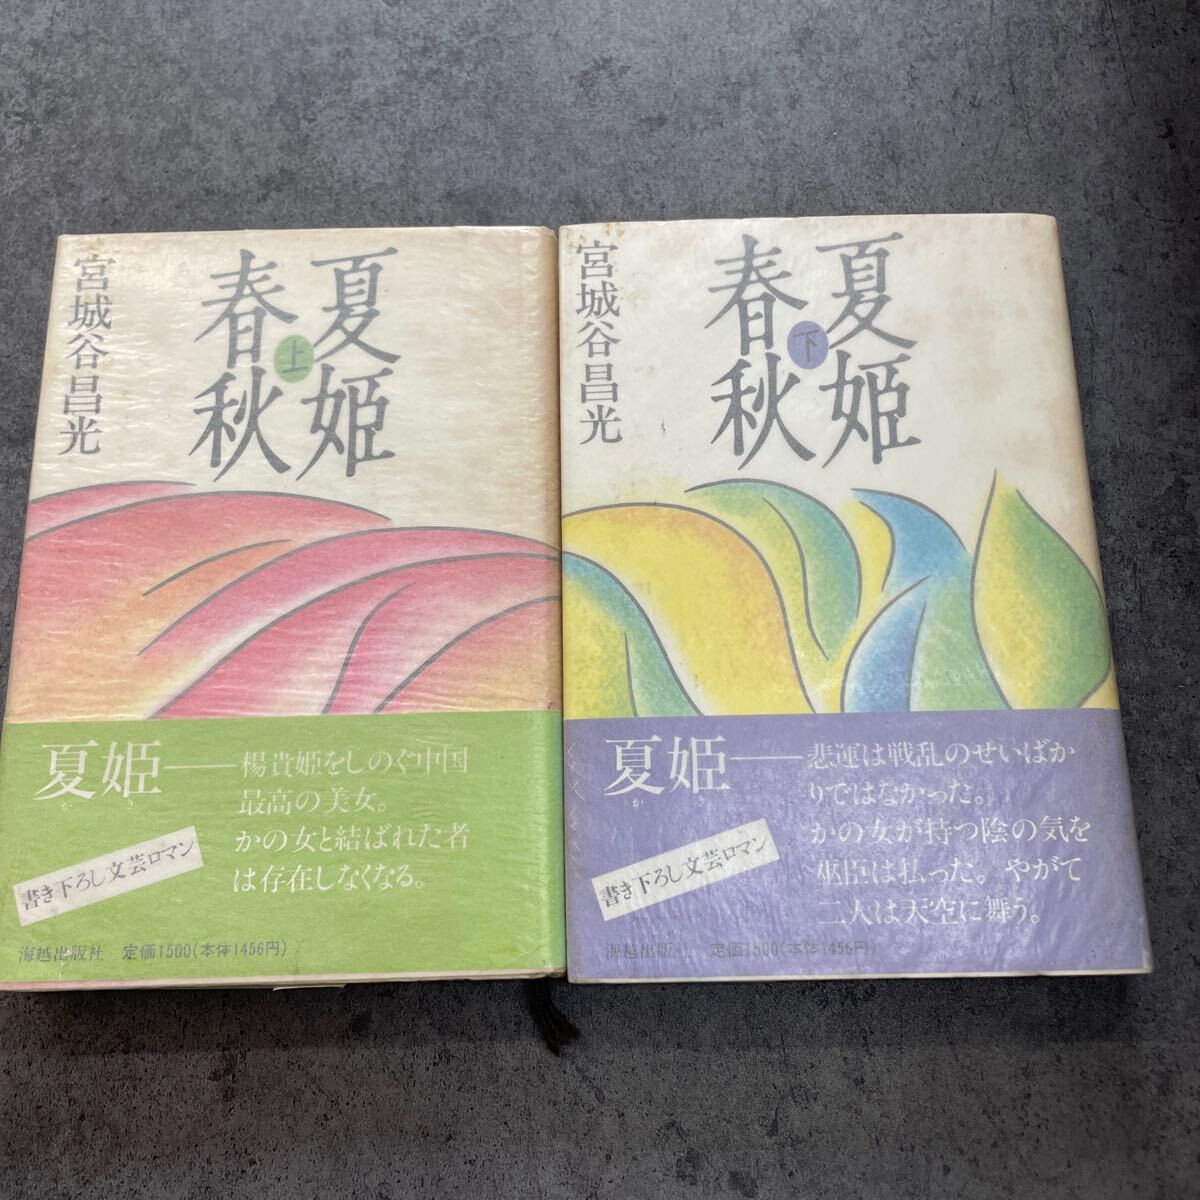 夏姫
春秋
上
宮城谷昌光
夏姫――
かき
楊貴妃をしのぐ中国
最高の美女。
かの女と結ばれた者
は存在しなくなる。
書き下ろし文芸ロマン
海越出版社 定価1500(本体1456円)
夏姫
春秋
下
宮城谷昌光
夏姫――
かき
悲運は戦乱のせいばか
りではなかった。
かの女が持つ陰の気を
巫臣は払った。やがて
二人は天空に舞う。
書き下ろし文芸ロマン
海越出版社 定価1500(本体1456円)